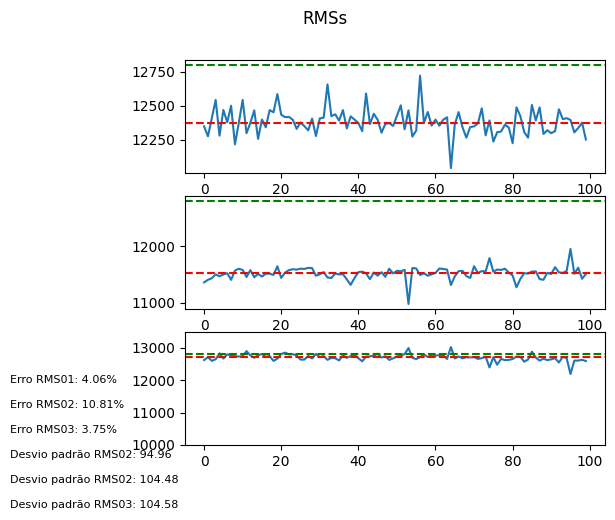 RMSs
12750
12500
12250
0 20 40 60 80 100
12000
11000
0 20 40 60 80 100
13000
12000
11000
10000
0 20 40 60 80 100
Erro RMS01: 4.06%
Erro RMS02: 10.81%
Erro RMS03: 3.75%
Desvio padrão RMS02: 94.96
Desvio padrão RMS02: 104.48
Desvio padrão RMS03: 104.58